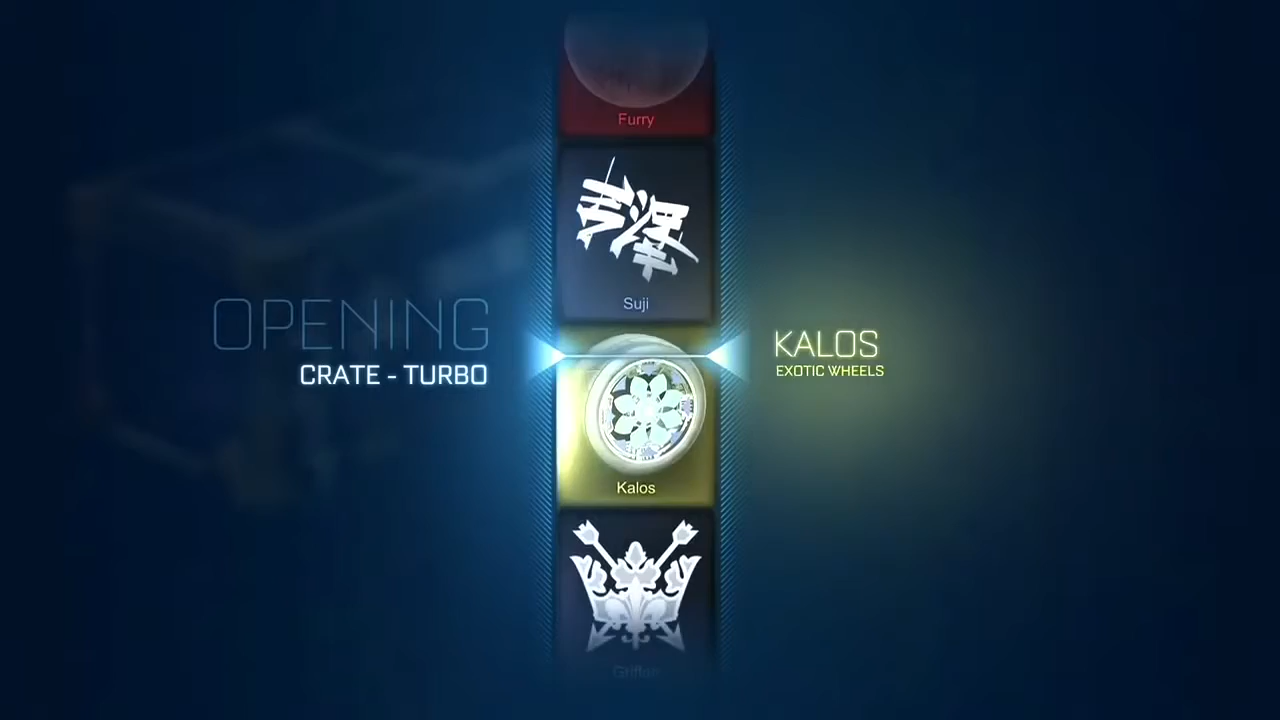 Furry
Suji
OPENING
CRATE - TURBO
KALOS
EXOTIC WHEELS
Kalos